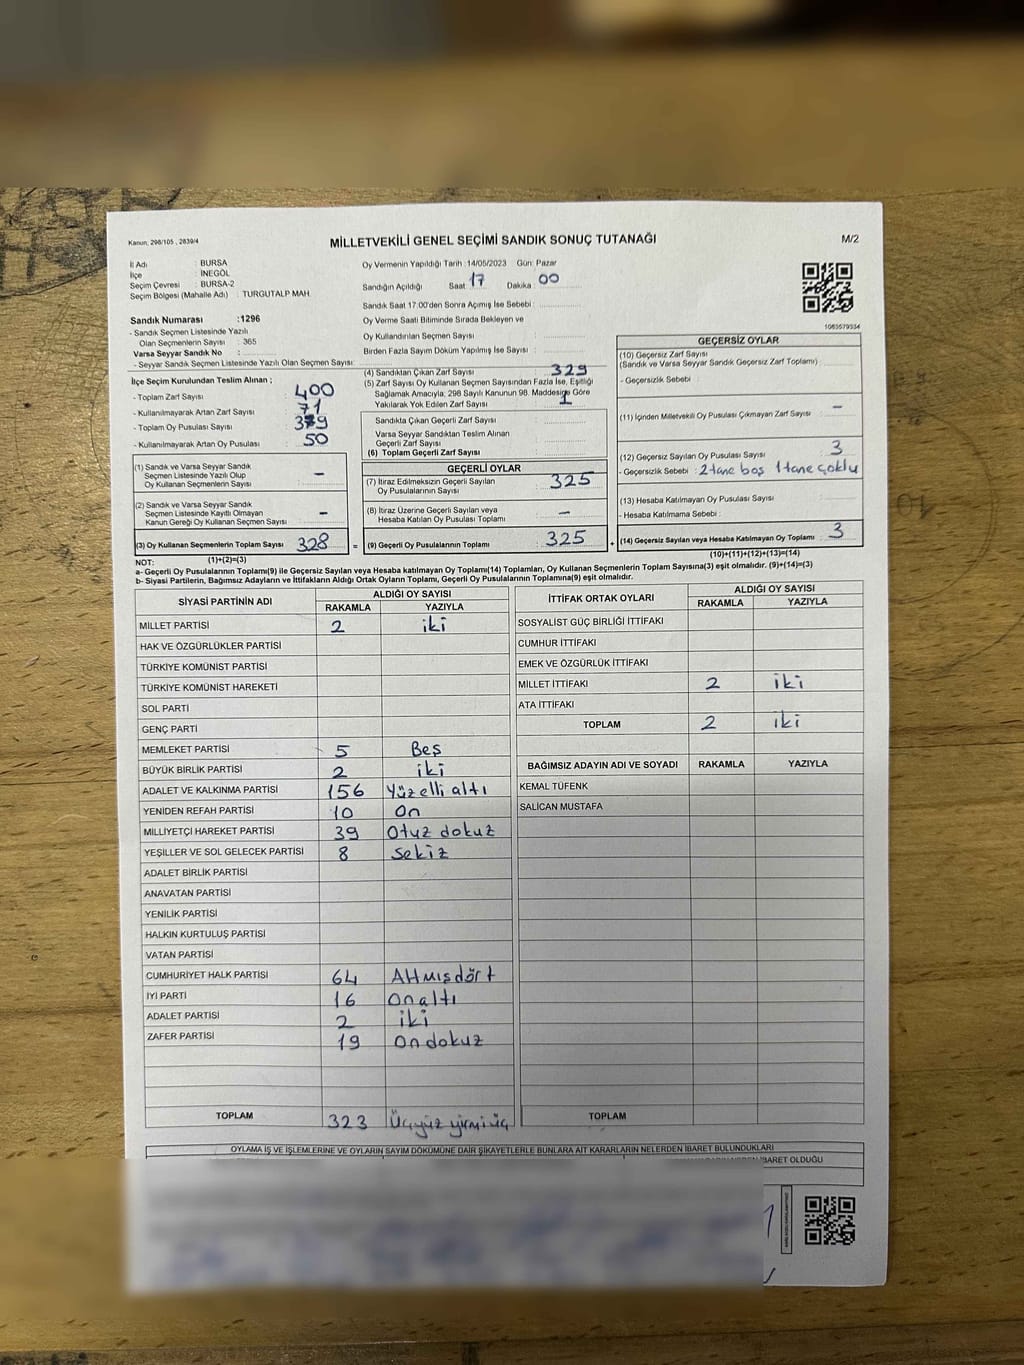 Kanun, 298/105 , 2839/4
MİLLETVEKİLİ GENEL SEÇİMİ SANDIK SONUÇ TUTANAĞI
M/2
İl Adı : BURSA
İlçe : İNEGÖL
Seçim Çevresi : BURSA-2
Seçim Bölgesi (Mahalle Adı) : TURGUTALP MAH.
Sandık Numarası :1296
- Sandık Seçmen Listesinde Yazılı
Olan Seçmenlerin Sayısı : 365
Varsa Seyyar Sandık No :
- Seyyar Sandık Seçmen Listesinde Yazılı Olan Seçmen Sayısı :
Oy Vermenin Yapıldığı Tarih : 14/05/2023 Gün: Pazar
Sandığın Açıldığı Saat : 17 Dakika : 00
Sandık Saat 17:00'den Sonra Açımış İse Sebebi :
Oy Verme Saati Bitiminde Sırada Bekleyen ve
Oy Kullandırılan Seçmen Sayısı :
Birden Fazla Sayım Döküm Yapılmış İse Sayısı :
1063579334
İlçe Seçim Kurulundan Teslim Alınan ;
- Toplam Zarf Sayısı : 400
- Kullanılmayarak Artan Zarf Sayısı : 71
- Toplam Oy Pusulası Sayısı : 379
- Kullanılmayarak Artan Oy Pusulası : 50
(1) Sandık ve Varsa Seyyar Sandık
Seçmen Listesinde Yazılı Olup
Oy Kullanan Seçmenlerin Sayısı : –
(2) Sandık ve Varsa Seyyar Sandık
Seçmen Listesinde Kayıtlı Olmayan
Kanun Gereği Oy Kullanan Seçmen Sayısı : –
(3) Oy Kullanan Seçmenlerin Toplam Sayısı 328
(1)+(2)=(3)
(4) Sandıktan Çıkan Zarf Sayısı : 329
(5) Zarf Sayısı Oy Kullanan Seçmen Sayısından Fazla İse, Eşitliği
Sağlamak Amacıyla; 298 Sayılı Kanunun 98. Maddesine Göre
Yakılarak Yok Edilen Zarf Sayısı : 1
Sandıkta Çıkan Geçerli Zarf Sayısı :
Varsa Seyyar Sandıktan Teslim Alınan
Geçerli Zarf Sayısı :
(6) Toplam Geçerli Zarf Sayısı :
GEÇERLİ OYLAR
(7) İtiraz Edilmeksizin Geçerli Sayılan
Oy Pusulalarının Sayısı : 325
(8) İtiraz Üzerine Geçerli Sayılan veya
Hesaba Katılan Oy Pusulası Toplamı : –
= (9) Geçerli Oy Pusulalarının Toplamı : 325 +
GEÇERSİZ OYLAR
(10) Geçersiz Zarf Sayısı
(Sandık ve Varsa Seyyar Sandık Geçersiz Zarf Toplamı) :
- Geçersizlik Sebebi :
(11) İçinden Milletvekili Oy Pusulası Çıkmayan Zarf Sayısı : –
(12) Geçersiz Sayılan Oy Pusulası Sayısı : 3
- Geçersizlik Sebebi : 2 tane boş 1 tane çoklu
(13) Hesaba Katılmayan Oy Pusulası Sayısı :
- Hesaba Katılmama Sebebi :
(14) Geçersiz Sayılan veya Hesaba Katılmayan Oy Toplamı : 3
(10)+(11)+(12)+(13)=(14)
NOT:
a- Geçerli Oy Pusulalarının Toplamı(9) ile Geçersiz Sayılan veya Hesaba katılmayan Oy Toplamı(14) Toplamları, Oy Kullanan Seçmenlerin Toplam Sayısına(3) eşit olmalıdır. (9)+(14)=(3)
b- Siyasi Partilerin, Bağımsız Adayların ve İttifakların Aldığı Ortak Oyların Toplamı, Geçerli Oy Pusulalarının Toplamına(9) eşit olmalıdır.
SİYASİ PARTİNİN ADI ALDIĞI OY SAYISI
RAKAMLA YAZIYLA
MİLLET PARTİSİ 2 iki
HAK VE ÖZGÜRLÜKLER PARTİSİ
TÜRKİYE KOMÜNİST PARTİSİ
TÜRKİYE KOMÜNİST HAREKETİ
SOL PARTİ
GENÇ PARTİ
MEMLEKET PARTİSİ 5 Beş
BÜYÜK BİRLİK PARTİSİ 2 iki
ADALET VE KALKINMA PARTİSİ 156 Yüzelli altı
YENİDEN REFAH PARTİSİ 10 On
MİLLİYETÇİ HAREKET PARTİSİ 39 Otuz dokuz
YEŞİLLER VE SOL GELECEK PARTİSİ 8 Sekiz
ADALET BİRLİK PARTİSİ
ANAVATAN PARTİSİ
YENİLİK PARTİSİ
HALKIN KURTULUŞ PARTİSİ
VATAN PARTİSİ
CUMHURİYET HALK PARTİSİ 64 Altmışdört
İYİ PARTİ 16 Onaltı
ADALET PARTİSİ 2 iki
ZAFER PARTİSİ 19 Ondokuz
TOPLAM 323 Üçyüz yirmi üç
İTTİFAK ORTAK OYLARI ALDIĞI OY SAYISI
RAKAMLA YAZIYLA
SOSYALİST GÜÇ BİRLİĞİ İTTİFAKI
CUMHUR İTTİFAKI
EMEK VE ÖZGÜRLÜK İTTİFAKI
MİLLET İTTİFAKI 2 iki
ATA İTTİFAKI
TOPLAM 2 iki
BAĞIMSIZ ADAYIN ADI VE SOYADI RAKAMLA YAZIYLA
KEMAL TÜFENK
SALİCAN MUSTAFA
TOPLAM
OYLAMA İŞ VE İŞLEMLERİNE VE OYLARIN SAYIM DÖKÜMÜNE DAİR ŞİKAYETLERLE BUNLARA AİT KARARLARIN NELERDEN İBARET BULUNDUKLARI
İBARET OLDUĞU